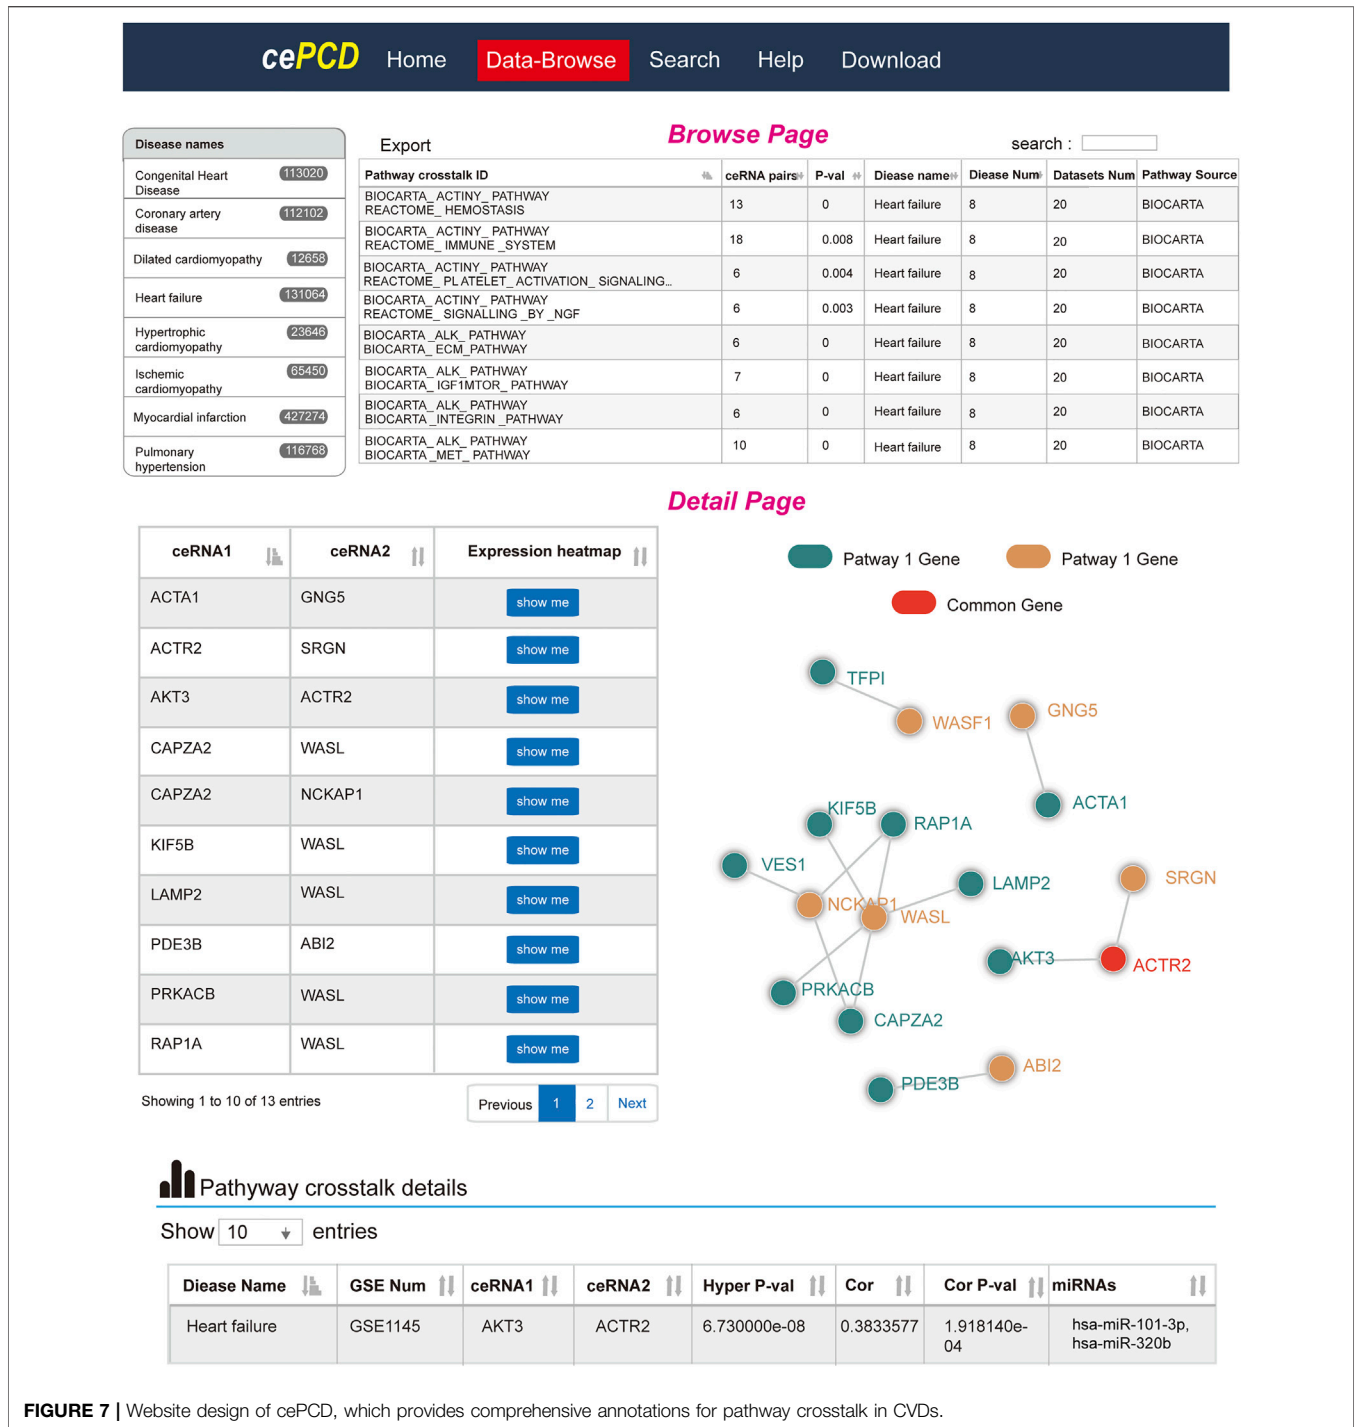 cePCD Home Data-Browse Search Help Download
Browse Page
Disease names
Congenital Heart 113020
Disease
Coronary artery 112102
disease
Dilated cardiomyopathy 12658
Heart failure 131064
Hypertrophic 23646
cardiomyopathy
Ischemic 65450
cardiomyopathy
Myocardial infarction 427274
Pulmonary 116768
hypertension
Export search :
Pathway crosstalk ID ceRNA pairs P-val Diease name Diease Num Datasets Num Pathway Source
BIOCARTA_ ACTINY_ PATHWAY
REACTOME_ HEMOSTASIS 13 0 Heart failure 8 20 BIOCARTA
BIOCARTA_ ACTINY_ PATHWAY
REACTOME_ IMMUNE _SYSTEM 18 0.008 Heart failure 8 20 BIOCARTA
BIOCARTA_ ACTINY_ PATHWAY
REACTOME_ PLATELET_ ACTIVATION_ SiGNALING... 6 0.004 Heart failure 8 20 BIOCARTA
BIOCARTA_ ACTINY_ PATHWAY
REACTOME_ SIGNALLING _BY _NGF 6 0.003 Heart failure 8 20 BIOCARTA
BIOCARTA _ALK_ PATHWAY
BIOCARTA_ ECM_PATHWAY 6 0 Heart failure 8 20 BIOCARTA
BIOCARTA_ ALK_ PATHWAY
BIOCARTA_ IGF1MTOR_ PATHWAY 7 0 Heart failure 8 20 BIOCARTA
BIOCARTA_ ALK_ PATHWAY
BIOCARTA _INTEGRIN _PATHWAY 6 0 Heart failure 8 20 BIOCARTA
BIOCARTA_ ALK_ PATHWAY
BIOCARTA _MET_ PATHWAY 10 0 Heart failure 8 20 BIOCARTA
Detail Page
ceRNA1 ceRNA2 Expression heatmap
ACTA1 GNG5 show me
ACTR2 SRGN show me
AKT3 ACTR2 show me
CAPZA2 WASL show me
CAPZA2 NCKAP1 show me
KIF5B WASL show me
LAMP2 WASL show me
PDE3B ABI2 show me
PRKACB WASL show me
RAP1A WASL show me
Showing 1 to 10 of 13 entries Previous 1 2 Next
Patway 1 Gene Patway 1 Gene
Common Gene
TFPI
WASF1
GNG5
ACTA1
KIF5B
RAP1A
VES1
LAMP2
SRGN
NCKAP1
WASL
AKT3
ACTR2
PRKACB
CAPZA2
ABI2
PDE3B
Pathyway crosstalk details
Show 10 entries
Diease Name GSE Num ceRNA1 ceRNA2 Hyper P-val Cor Cor P-val miRNAs
Heart failure GSE1145 AKT3 ACTR2 6.730000e-08 0.3833577 1.918140e- hsa-miR-101-3p,
04 hsa-miR-320b
FIGURE 7 | Website design of cePCD, which provides comprehensive annotations for pathway crosstalk in CVDs.